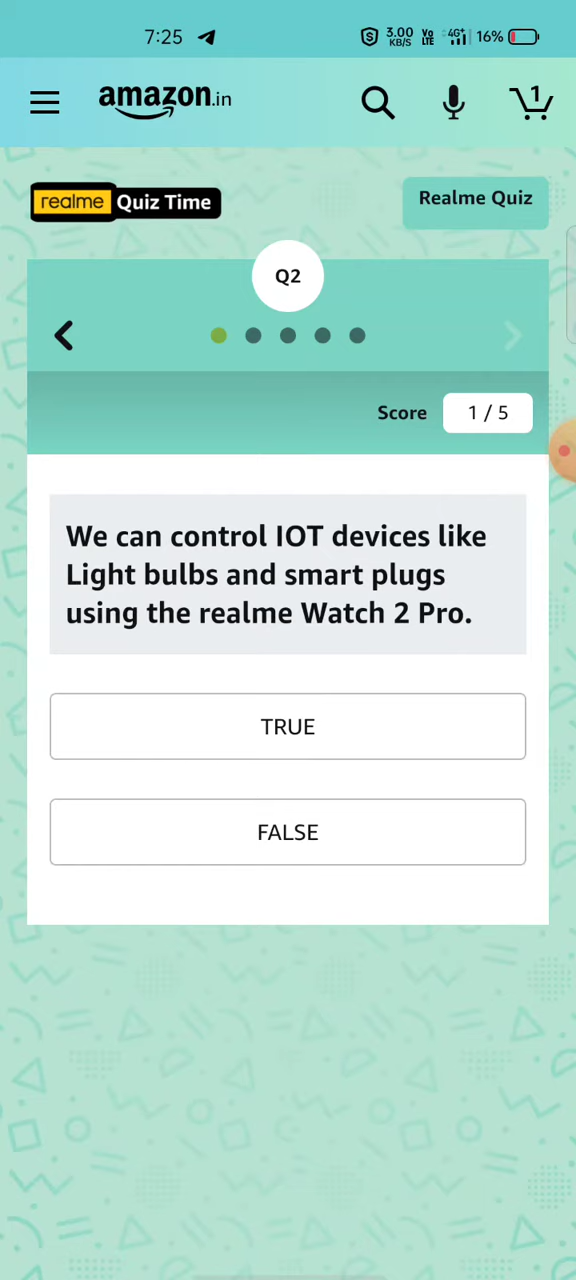 7:25 3.00 KB/S Vo LTE 4G+ 16%
amazon.in 1
realme Quiz Time Realme Quiz
Q2
Score 1 / 5
We can control IOT devices like
Light bulbs and smart plugs
using the realme Watch 2 Pro.
TRUE
FALSE